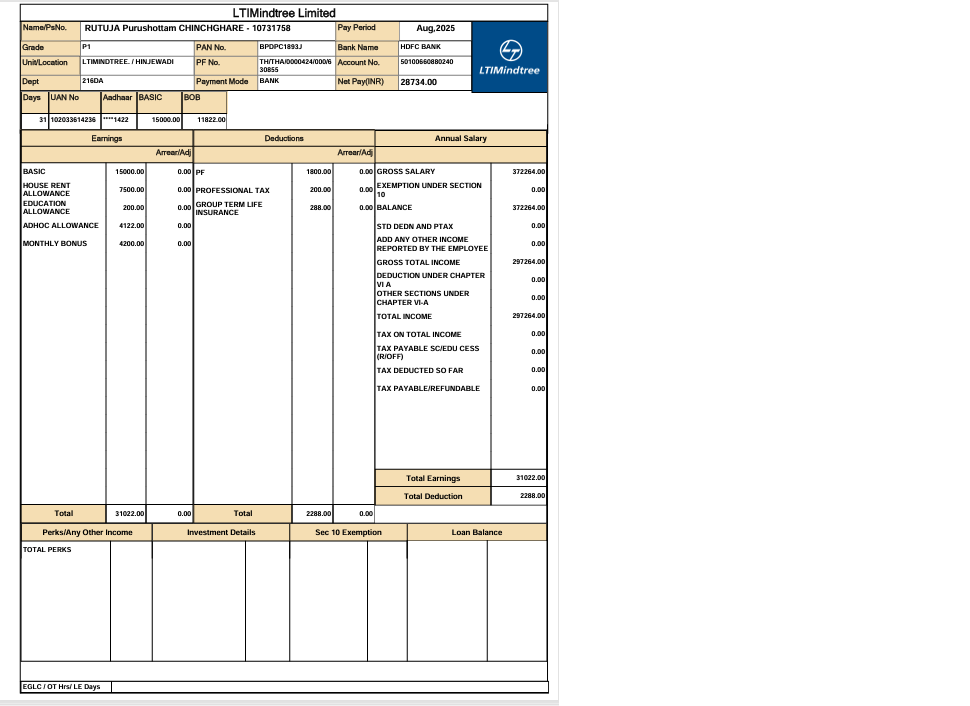 LTIMindtree Limited
Name/PsNo. RUTUJA Purushottam CHINCHGHARE - 10731758 Pay Period Aug,2025
Grade P1 PAN No. BPDPC1893J Bank Name HDFC BANK
Unit/Location LTIMINDTREE. / HINJEWADI PF No. TH/THA/0000424/000/6 Account No. 50100660880240
30855
LTIMindtree
Dept 216DA Payment Mode BANK Net Pay(INR) 28734.00
Days UAN No Aadhaar BASIC BOB
31 102033614236 ****1422 15000.00 11822.00
Earnings Deductions Annual Salary
Arrear/Adj Arrear/Adj
BASIC 15000.00 0.00 PF 1800.00 0.00 GROSS SALARY 372264.00
HOUSE RENT ALLOWANCE 7500.00 0.00 PROFESSIONAL TAX 200.00 0.00 EXEMPTION UNDER SECTION 10 0.00
EDUCATION ALLOWANCE 200.00 0.00 GROUP TERM LIFE INSURANCE 288.00 0.00 BALANCE 372264.00
ADHOC ALLOWANCE 4122.00 0.00 STD DEDN AND PTAX 0.00
MONTHLY BONUS 4200.00 0.00 ADD ANY OTHER INCOME REPORTED BY THE EMPLOYEE 0.00
GROSS TOTAL INCOME 297264.00
DEDUCTION UNDER CHAPTER VI A 0.00
OTHER SECTIONS UNDER CHAPTER VI-A 0.00
TOTAL INCOME 297264.00
TAX ON TOTAL INCOME 0.00
TAX PAYABLE SC/EDU CESS (R/OFF) 0.00
TAX DEDUCTED SO FAR 0.00
TAX PAYABLE/REFUNDABLE 0.00
Total Earnings 31022.00
Total Deduction 2288.00
Total 31022.00 0.00 Total 2288.00 0.00
Perks/Any Other Income Investment Details Sec 10 Exemption Loan Balance
TOTAL PERKS
EGLC / OT Hrs/ LE Days